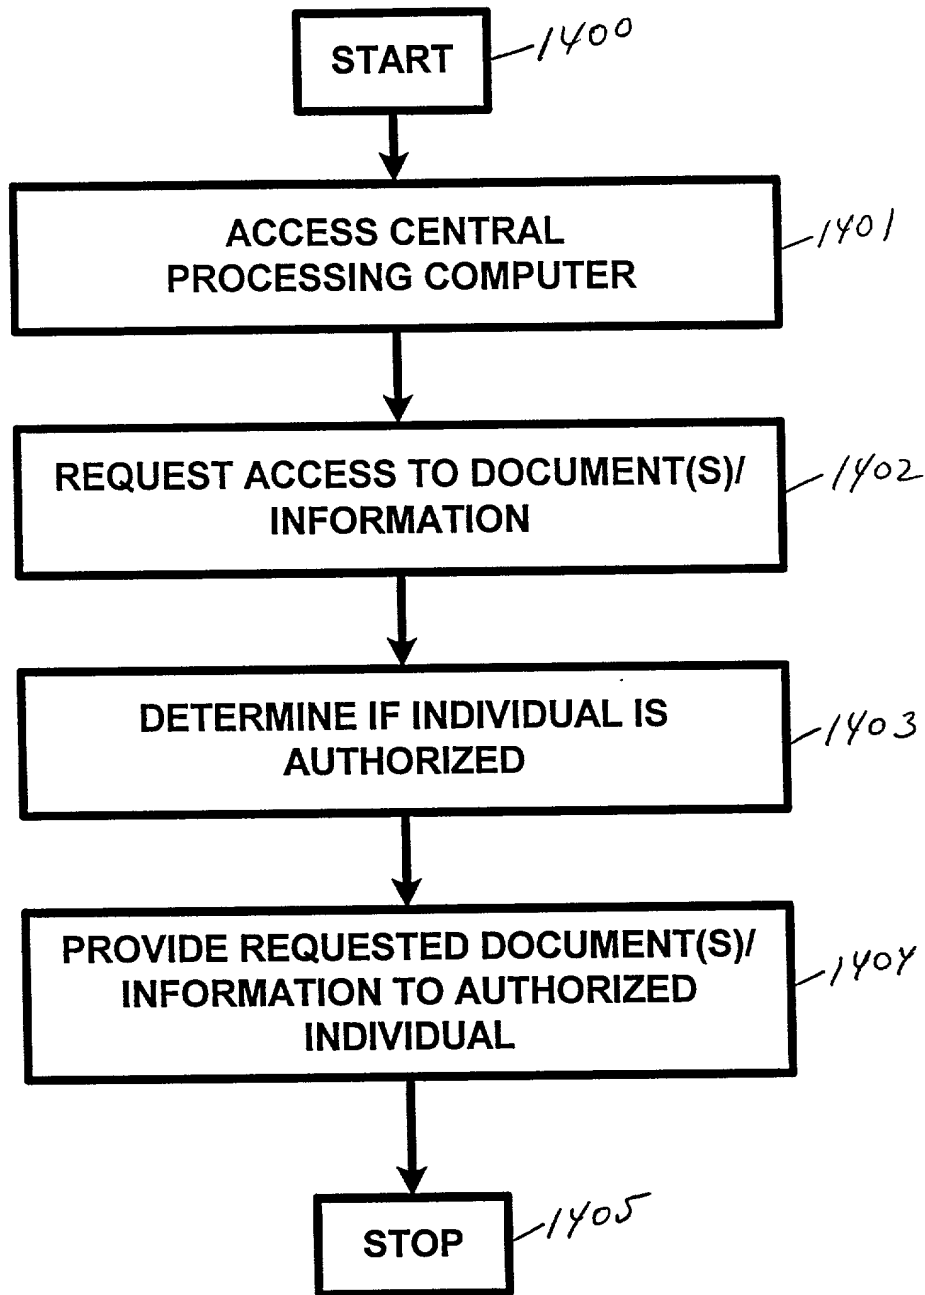 START
1400
ACCESS CENTRAL
PROCESSING COMPUTER
1401
REQUEST ACCESS TO DOCUMENT(S)/
INFORMATION
1402
DETERMINE IF INDIVIDUAL IS
AUTHORIZED
1403
PROVIDE REQUESTED DOCUMENT(S)/
INFORMATION TO AUTHORIZED
INDIVIDUAL
1404
STOP
1405